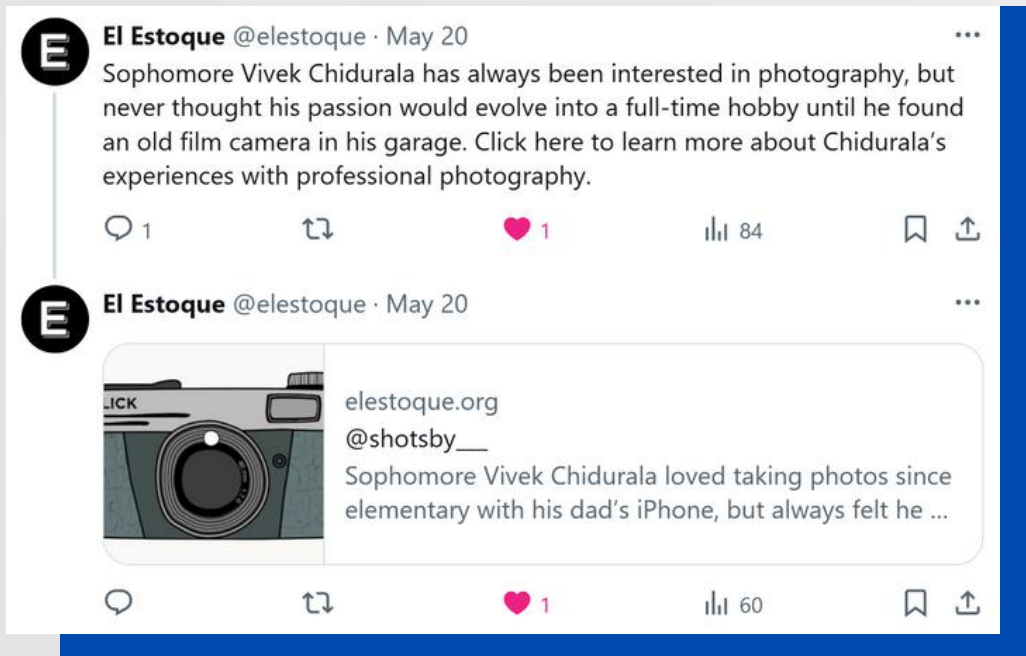 E
El Estoque @elestoque · May 20
Sophomore Vivek Chidurala has always been interested in photography, but
never thought his passion would evolve into a full-time hobby until he found
an old film camera in his garage. Click here to learn more about Chidurala’s
experiences with professional photography.
1 1 84
E
El Estoque @elestoque · May 20
LICK
elestoque.org
@shotsby___
Sophomore Vivek Chidurala loved taking photos since
elementary with his dad’s iPhone, but always felt he ...
1 60